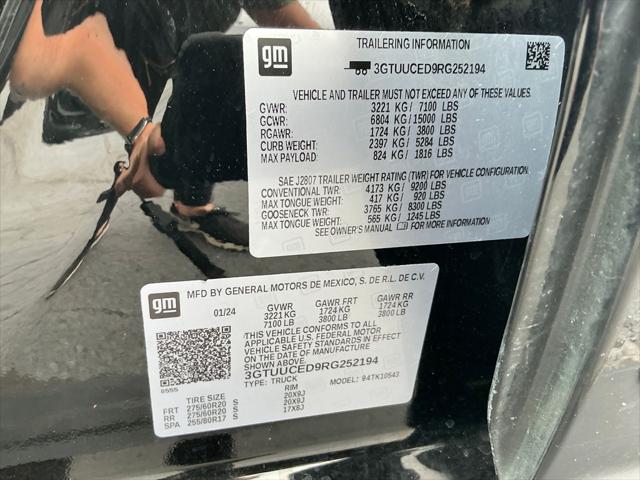 gm
TRAILERING INFORMATION
3GTUUCED9RG252194
VEHICLE AND TRAILER MUST NOT EXCEED ANY OF THESE VALUES.
GVWR: 3221 KG / 7100 LBS
GCWR: 6804 KG / 15000 LBS
RGAWR: 1724 KG / 3800 LBS
CURB WEIGHT: 2397 KG / 5284 LBS
MAX PAYLOAD: 824 KG / 1816 LBS
SAE J2807 TRAILER WEIGHT RATING (TWR) FOR VEHICLE CONFIGURATION.
CONVENTIONAL TWR: 4173 KG / 9200 LBS
MAX TONGUE WEIGHT: 417 KG / 920 LBS
GOOSENECK TWR: 3765 KG / 8300 LBS
MAX TONGUE WEIGHT: 565 KG / 1245 LBS
SEE OWNER'S MANUAL FOR MORE INFORMATION
gm
MFD BY GENERAL MOTORS DE MEXICO, S. DE R.L. DE C.V.
01/24 GVWR GAWR FRT GAWR RR
3221 KG 1724 KG 1724 KG
7100 LB 3800 LB 3800 LB
THIS VEHICLE CONFORMS TO ALL
APPLICABLE U.S. FEDERAL MOTOR
VEHICLE SAFETY STANDARDS IN
EFFECT ON THE DATE OF MANUFACTURE
SHOWN ABOVE.
3GTUUCED9RG252194
TYPE: TRUCK MODEL: 94TK10543
TIRE SIZE RIM
FRT 275/60R20 S 20X9J
RR 275/60R20 S 20X9J
SPA 255/80R17 S 17X8J